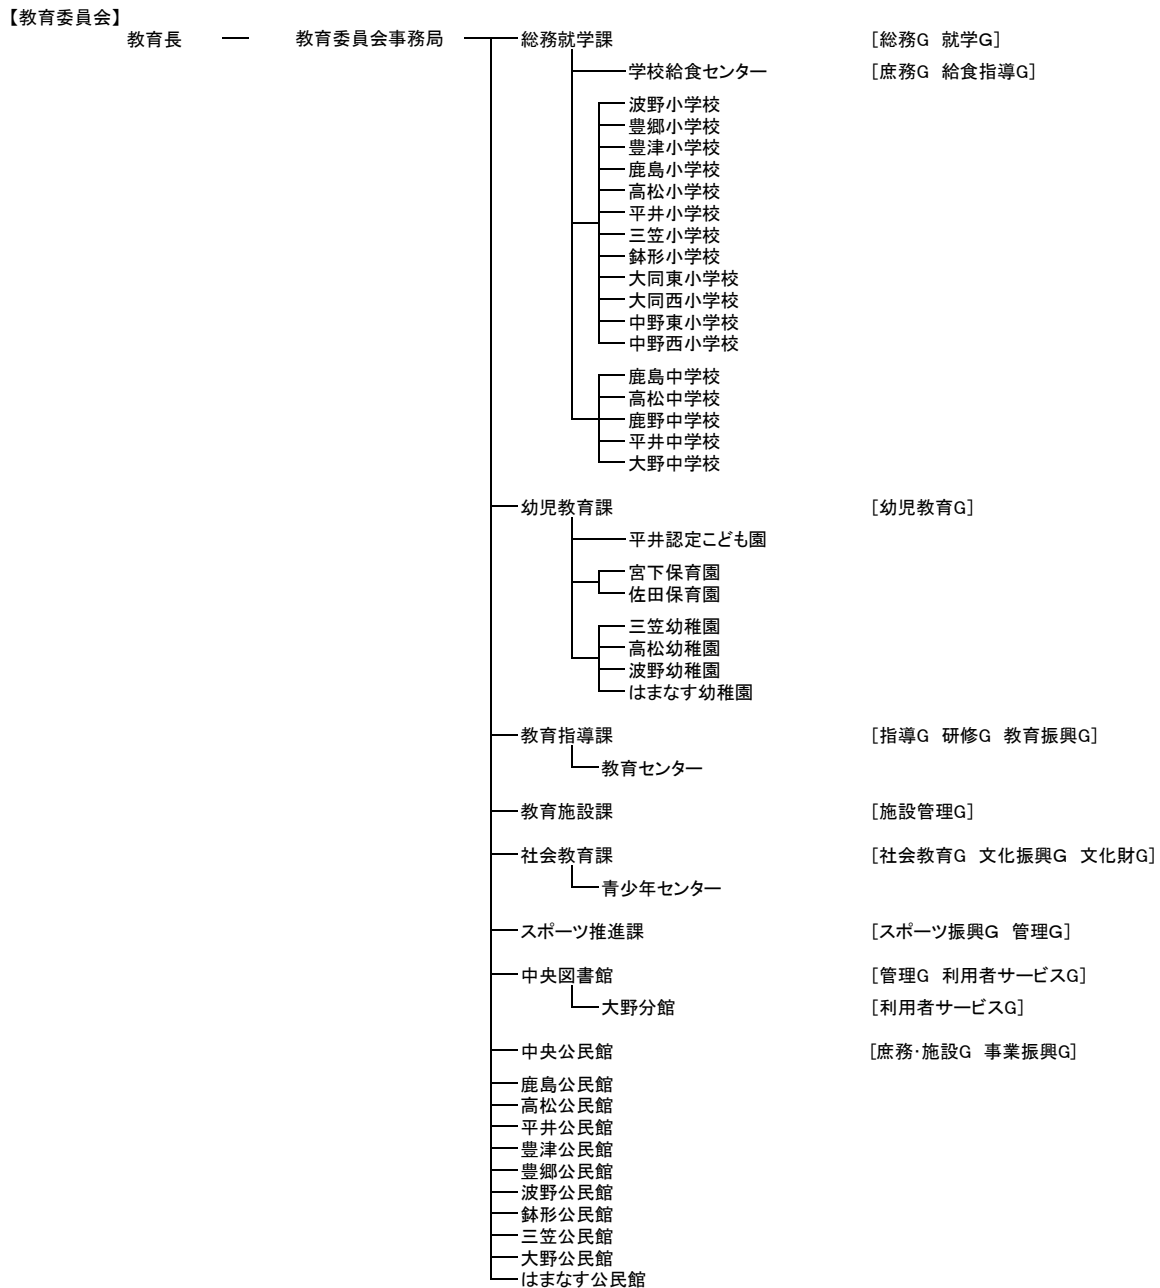 【教育委員会】
教育長 教育委員会事務局 総務就学課 [総務G 就学G]
学校給食センター [庶務G 給食指導G]
波野小学校
豊郷小学校
豊津小学校
鹿島小学校
高松小学校
平井小学校
三笠小学校
鉢形小学校
大同東小学校
大同西小学校
中野東小学校
中野西小学校
鹿島中学校
高松中学校
鹿野中学校
平井中学校
大野中学校
幼児教育課 [幼児教育G]
平井認定こども園
宮下保育園
佐田保育園
三笠幼稚園
高松幼稚園
波野幼稚園
はまなす幼稚園
教育指導課 [指導G 研修G 教育振興G]
教育センター
教育施設課 [施設管理G]
社会教育課 [社会教育G 文化振興G 文化財G]
青少年センター
スポーツ推進課 [スポーツ振興G 管理G]
中央図書館 [管理G 利用者サービスG]
大野分館 [利用者サービスG]
中央公民館 [庶務・施設G 事業振興G]
鹿島公民館
高松公民館
平井公民館
豊津公民館
豊郷公民館
波野公民館
鉢形公民館
三笠公民館
大野公民館
はまなす公民館